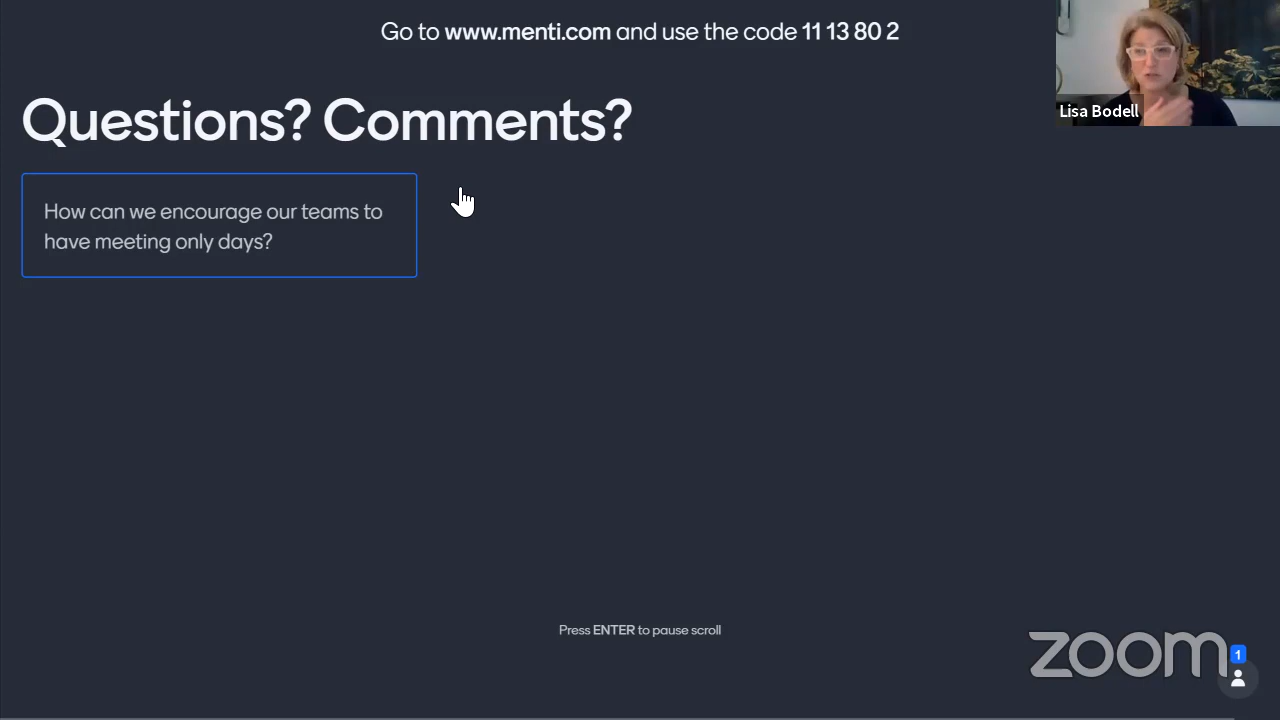 Go to www.menti.com and use the code 11 13 80 2
Lisa Bodell
Questions? Comments?
How can we encourage our teams to
have meeting only days?
Press ENTER to pause scroll
zoom
1